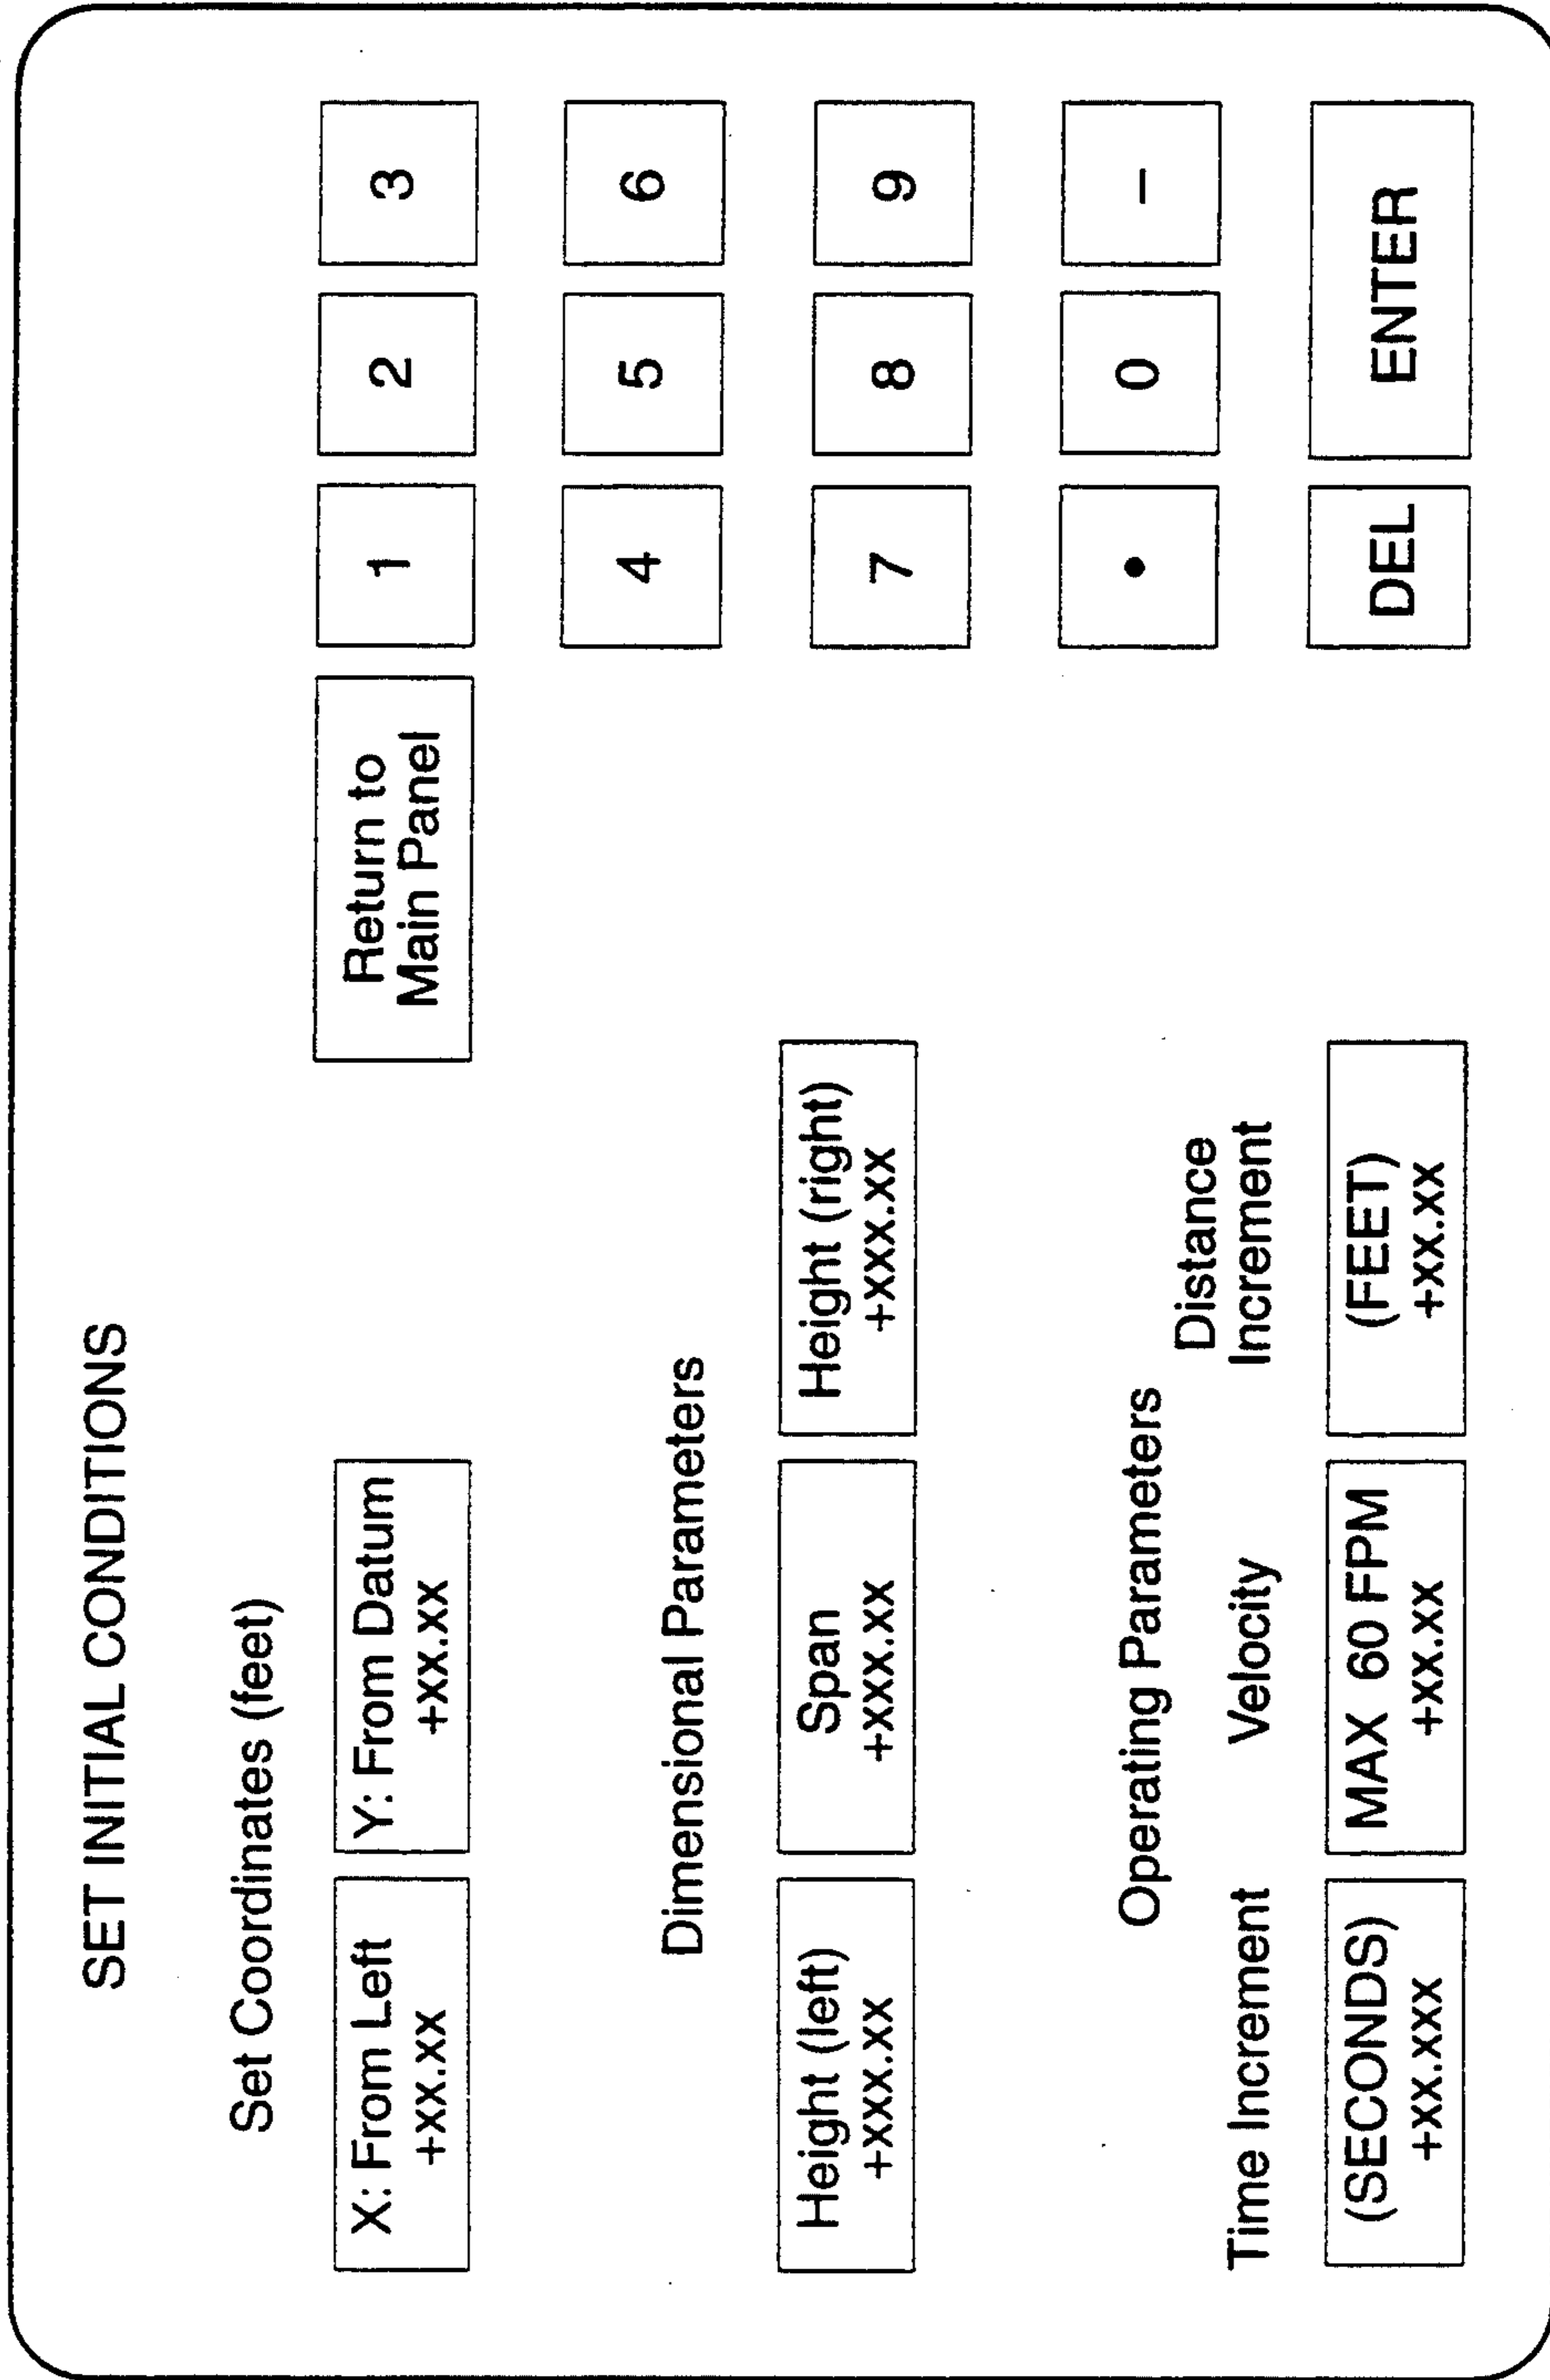 SET INITIAL CONDITIONS
Set Coordinates (feet)
X: From Left
+xx.xx
Y: From Datum
+xx.xx
Return to
Main Panel
Dimensional Parameters
Height (left)
+xxx.xx
Span
+xxx.xx
Height (right)
+xxx.xx
Operating Parameters
Time Increment
(SECONDS)
+xx.xxx
Velocity
MAX 60 FPM
+xx.xx
Distance
Increment
(FEET)
+xx.xx
1 2 3
4 5 6
7 8 9
• 0 –
DEL ENTER